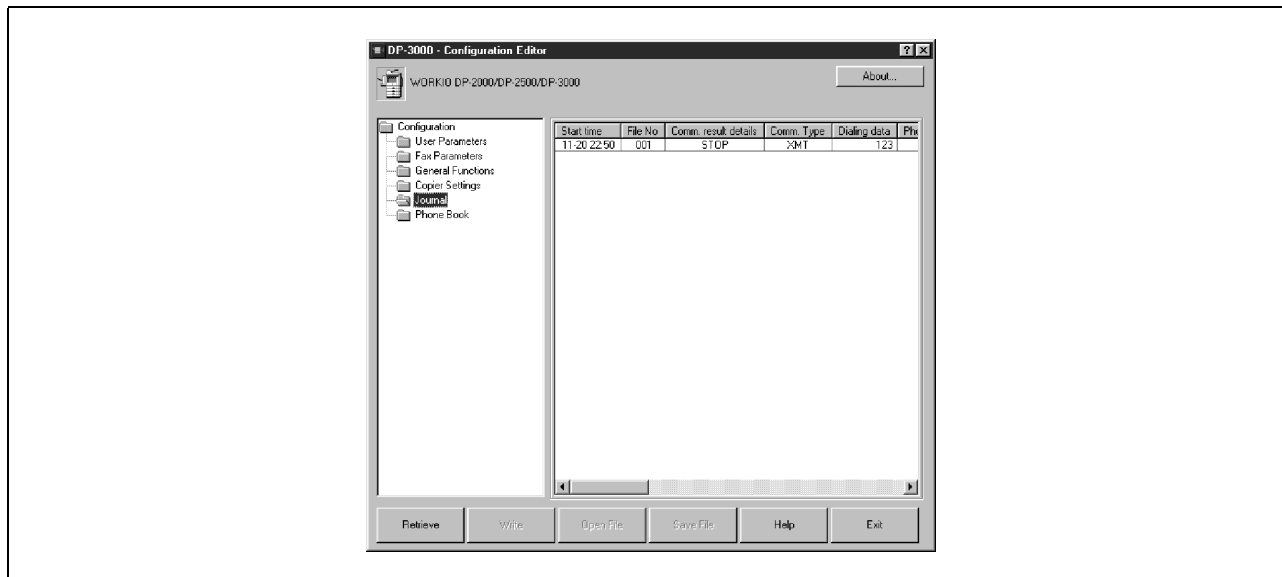 DP-3000 - Configuration Editor
WORKIO DP-2000/DP-2500/DP-3000
About...
Configuration
User Parameters
Fax Parameters
General Functions
Copier Settings
Journal
Phone Book
Start time File No Comm. result details Comm. Type Dialing data
11-20 22:50 001 STOP XMT 123
Retrieve Write Open File Save File Help Exit